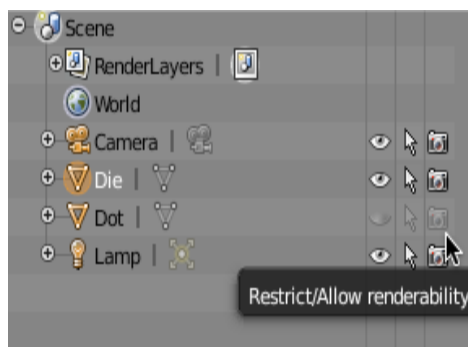 Scene
RenderLayers |
World
Camera |
Die |
Dot |
Lamp |
Restrict/Allow renderability